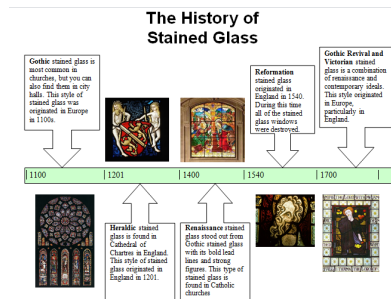 The History of
Stained Glass
Gothic stained glass is
most common in
churches, but you can
also find them in city
halls. This style of
stained glass was
originated in Europe
in 1100s.
Reformation
stained glass
originated in
England in 1540.
During this time
all of the stained
glass windows
were destroyed.
Gothic Revival and
Victorian stained
glass is a combination
of renaissance and
contemporary ideals.
This style originated
in Europe,
particularly in
England.
1100
1201
1400
1540
1700
Heraldic stained
glass is found in
Cathedral of
Chartres in England.
This style of stained
glass originated in
England in 1201.
Renaissance stained
glass stood out from
Gothic stained glass
with its bold lead
lines and strong
figures. This type of
stained glass is
found in Catholic
churches